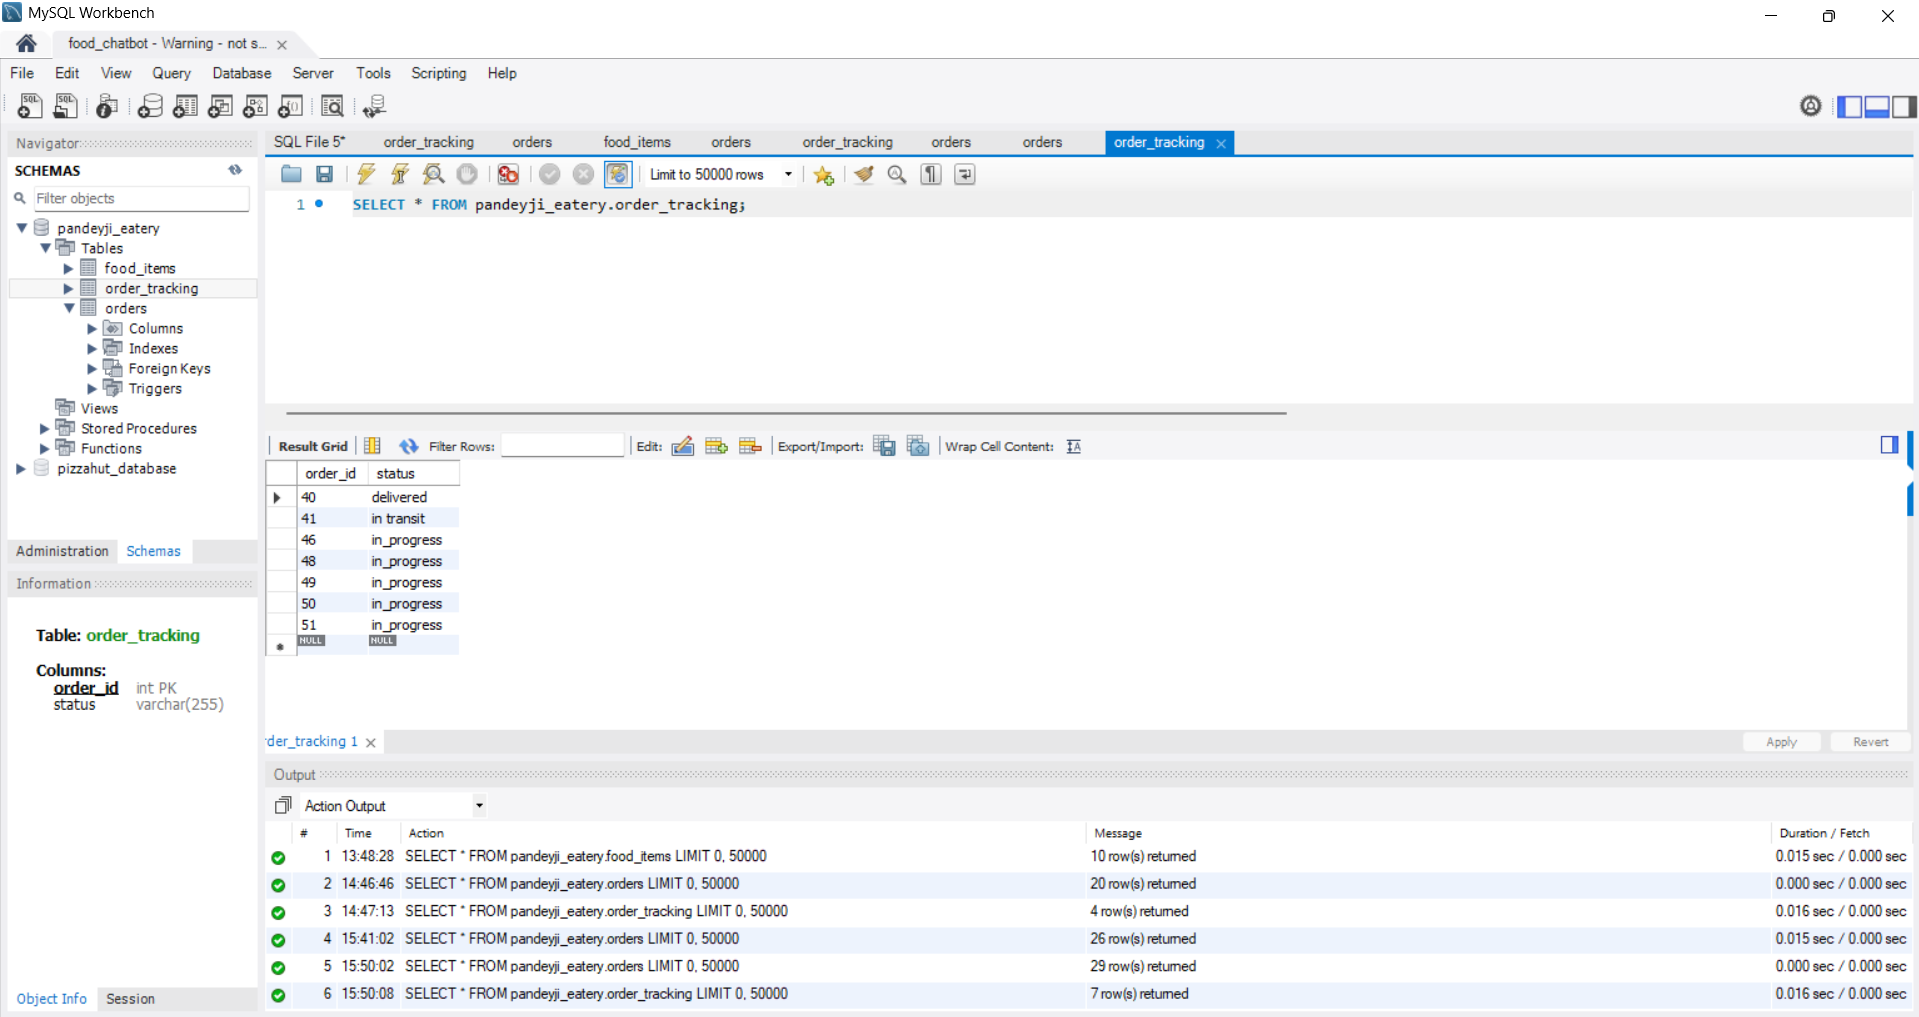 MySQL Workbench
food_chatbot - Warning - not s...
File Edit View Query Database Server Tools Scripting Help
Navigator
SCHEMAS
Filter objects
pandeyji_eatery
Tables
food_items
order_tracking
orders
Columns
Indexes
Foreign Keys
Triggers
Views
Stored Procedures
Functions
pizzahut_database
Administration Schemas
Information
Table: order_tracking
Columns:
order_id int PK
status varchar(255)
Object Info Session
SQL File 5* order_tracking orders food_items orders order_tracking orders orders order_tracking
Limit to 50000 rows
1 SELECT * FROM pandeyji_eatery.order_tracking;
Result Grid Filter Rows: Edit: Export/Import: Wrap Cell Content:
order_id status
40 delivered
41 in transit
46 in_progress
48 in_progress
49 in_progress
50 in_progress
51 in_progress
NULL NULL
rder_tracking 1
Apply Revert
Output
Action Output
# Time Action Message Duration / Fetch
1 13:48:28 SELECT * FROM pandeyji_eatery.food_items LIMIT 0, 50000 10 row(s) returned 0.015 sec / 0.000 sec
2 14:46:46 SELECT * FROM pandeyji_eatery.orders LIMIT 0, 50000 20 row(s) returned 0.000 sec / 0.000 sec
3 14:47:13 SELECT * FROM pandeyji_eatery.order_tracking LIMIT 0, 50000 4 row(s) returned 0.016 sec / 0.000 sec
4 15:41:02 SELECT * FROM pandeyji_eatery.orders LIMIT 0, 50000 26 row(s) returned 0.015 sec / 0.000 sec
5 15:50:02 SELECT * FROM pandeyji_eatery.orders LIMIT 0, 50000 29 row(s) returned 0.000 sec / 0.000 sec
6 15:50:08 SELECT * FROM pandeyji_eatery.order_tracking LIMIT 0, 50000 7 row(s) returned 0.016 sec / 0.000 sec